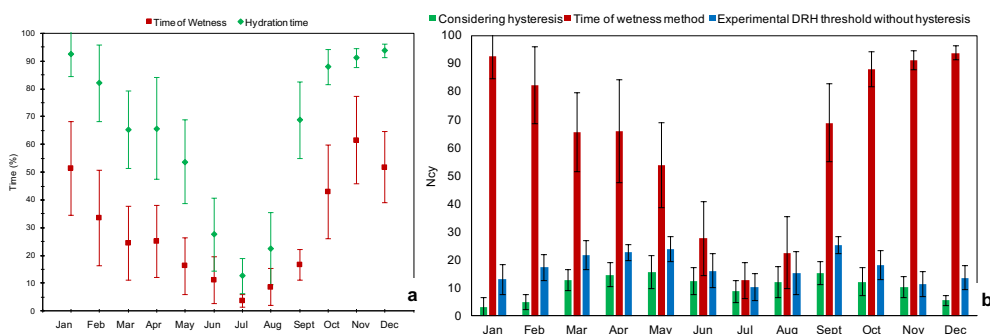 Time of Wetness Hydration time
100
90
80
70
60
50
40
30
20
10
0
Time (%)
Jan Feb Mar Apr May Jun Jul Aug Sept Oct Nov Dec
a
Considering hysteresis Time of wetness method Experimental DRH threshold without hysteresis
100
90
80
70
60
50
40
30
20
10
0
Ncy
Jan Feb Mar Apr May Jun Jul Aug Sept Oct Nov Dec
b